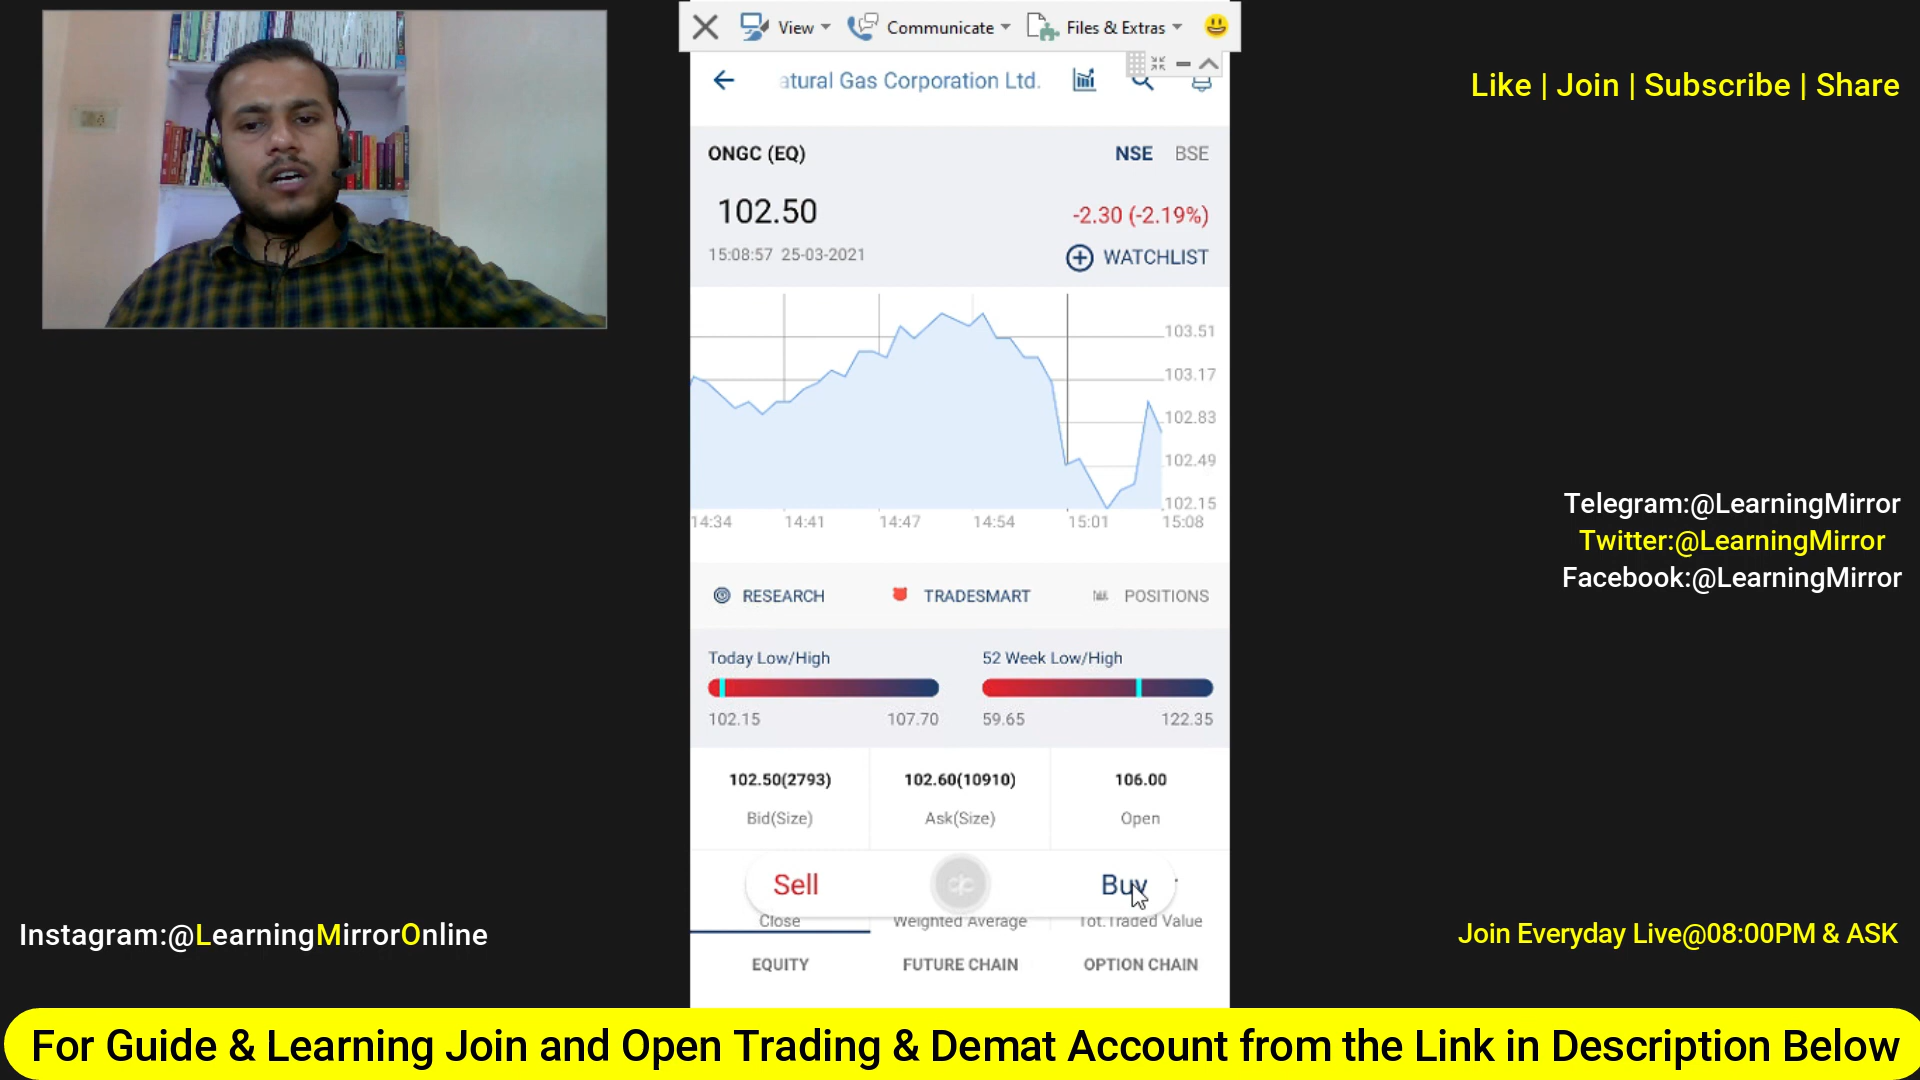 View
Communicate
Files & Extras
atural Gas Corporation Ltd.
Like | Join | Subscribe | Share
ONGC (EQ)
NSE BSE
102.50
-2.30 (-2.19%)
15:08:57 25-03-2021
WATCHLIST
103.51
103.17
102.83
102.49
102.15
14:34 14:41 14:47 14:54 15:01 15:08
Telegram:@LearningMirror
Twitter:@LearningMirror
Facebook:@LearningMirror
RESEARCH
TRADESMART
POSITIONS
Today Low/High
52 Week Low/High
102.15 107.70
59.65 122.35
102.50(2793)
102.60(10910)
106.00
Bid(Size)
Ask(Size)
Open
Sell
Buy
Close
Weighted Average
Tot.Traded Value
EQUITY
FUTURE CHAIN
OPTION CHAIN
Instagram:@LearningMirrorOnline
Join Everyday Live@08:00PM & ASK
For Guide & Learning Join and Open Trading & Demat Account from the Link in Description Below